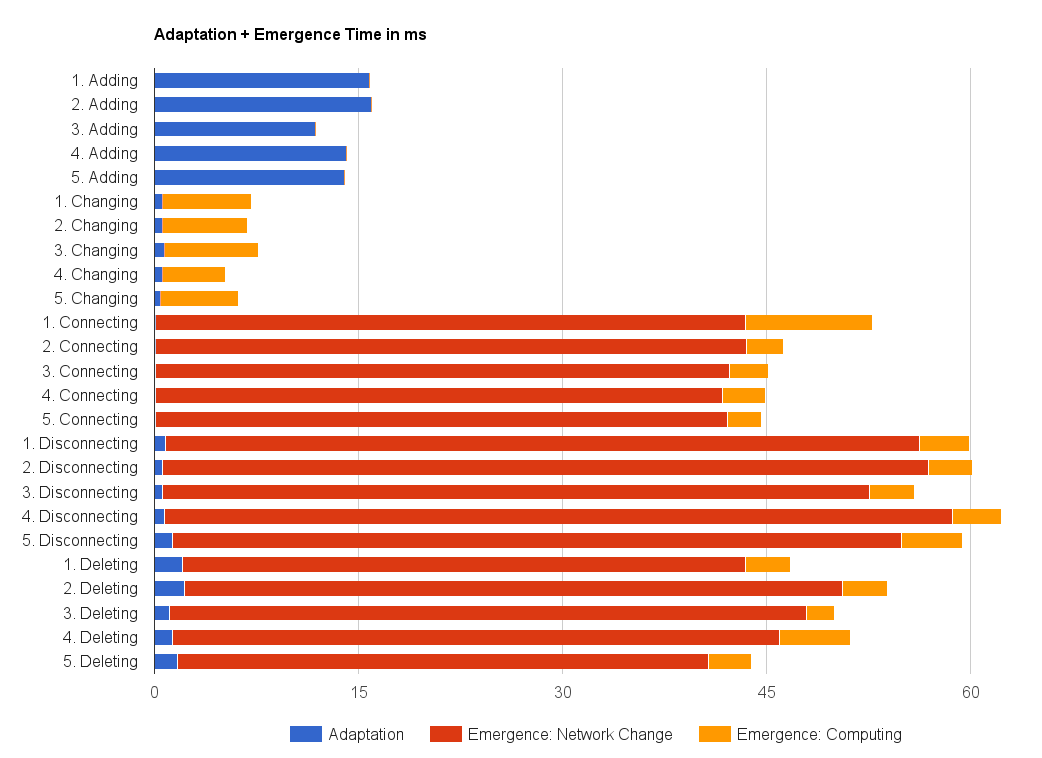 Adaptation + Emergence Time in ms
1. Adding
2. Adding
3. Adding
4. Adding
5. Adding
1. Changing
2. Changing
3. Changing
4. Changing
5. Changing
1. Connecting
2. Connecting
3. Connecting
4. Connecting
5. Connecting
1. Disconnecting
2. Disconnecting
3. Disconnecting
4. Disconnecting
5. Disconnecting
1. Deleting
2. Deleting
3. Deleting
4. Deleting
5. Deleting
0 15 30 45 60
Adaptation Emergence: Network Change Emergence: Computing